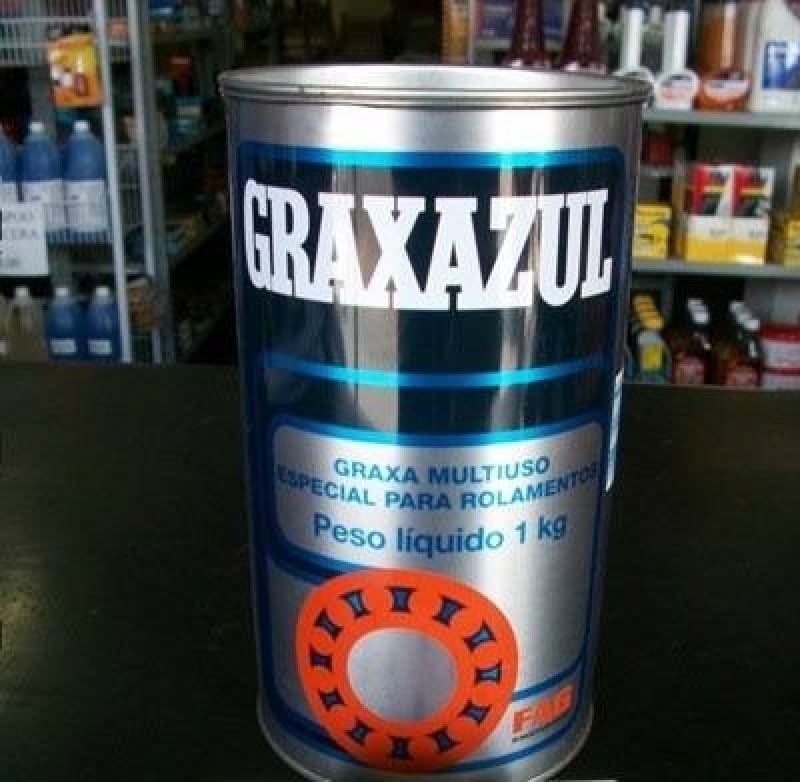 GRAXAZUL
GRAXA MULTIUSO
ESPECIAL PARA ROLAMENTOS
Peso líquido 1 kg
FAG